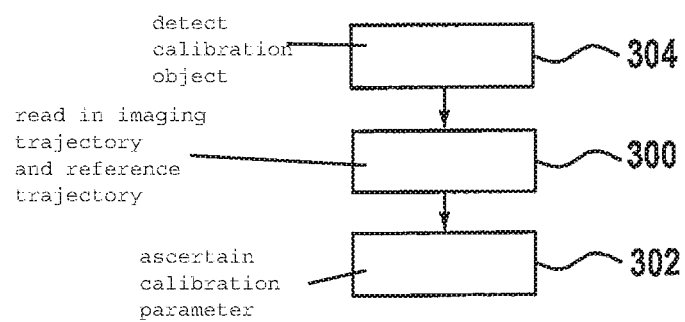 detect
calibration
object
304
read in imaging
trajectory
and reference
trajectory
300
ascertain
calibration
parameter
302